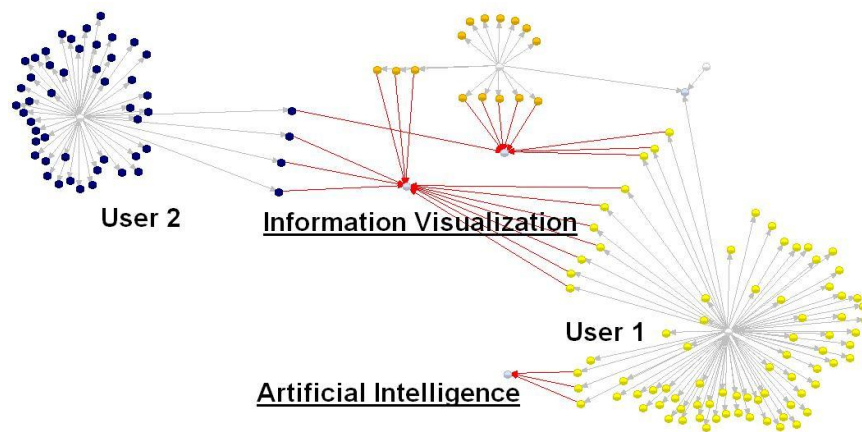 User 2
Information Visualization
User 1
Artificial Intelligence